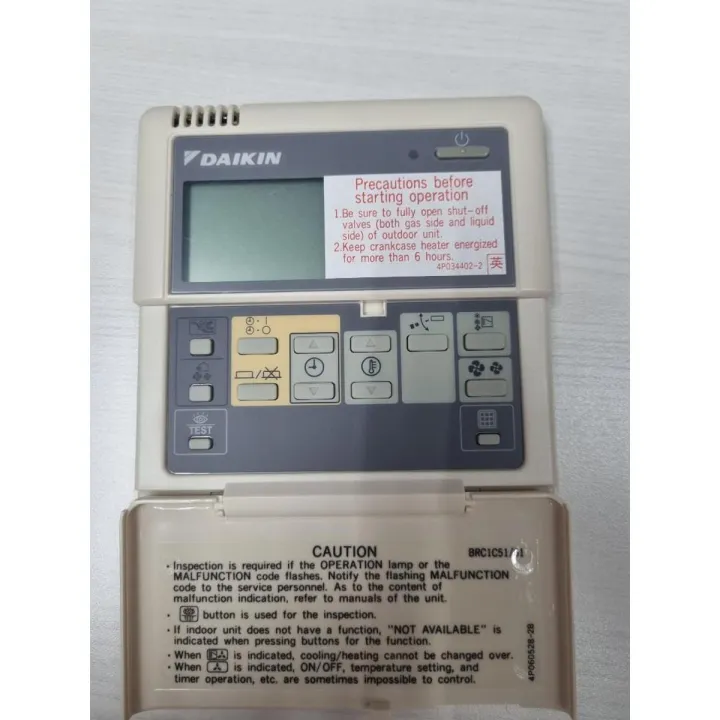 DAIKIN
Precautions before
starting operation
1.Be sure to fully open shut-off
valves (both gas side and liquid
side) of outdoor unit.
2.Keep crankcase heater energized
for more than 6 hours.
4P034402-2
英
TEST
CAUTION
BRC1C51/61
・Inspection is required if the OPERATION lamp or the
MALFUNCTION code flashes. Notify the flashing MALFUNCTION
code to the service personnel. As to the content of
malfunction indication, refer to manuals of the unit.
・ button is used for the inspection.
・If indoor unit does not have a function, "NOT AVAILABLE" is
indicated when pressing buttons for the function.
・When is indicated, cooling/heating cannot be changed over.
・When is indicated, ON/OFF, temperature setting, and
timer operation, etc. are sometimes impossible to control.
4P060528-2B